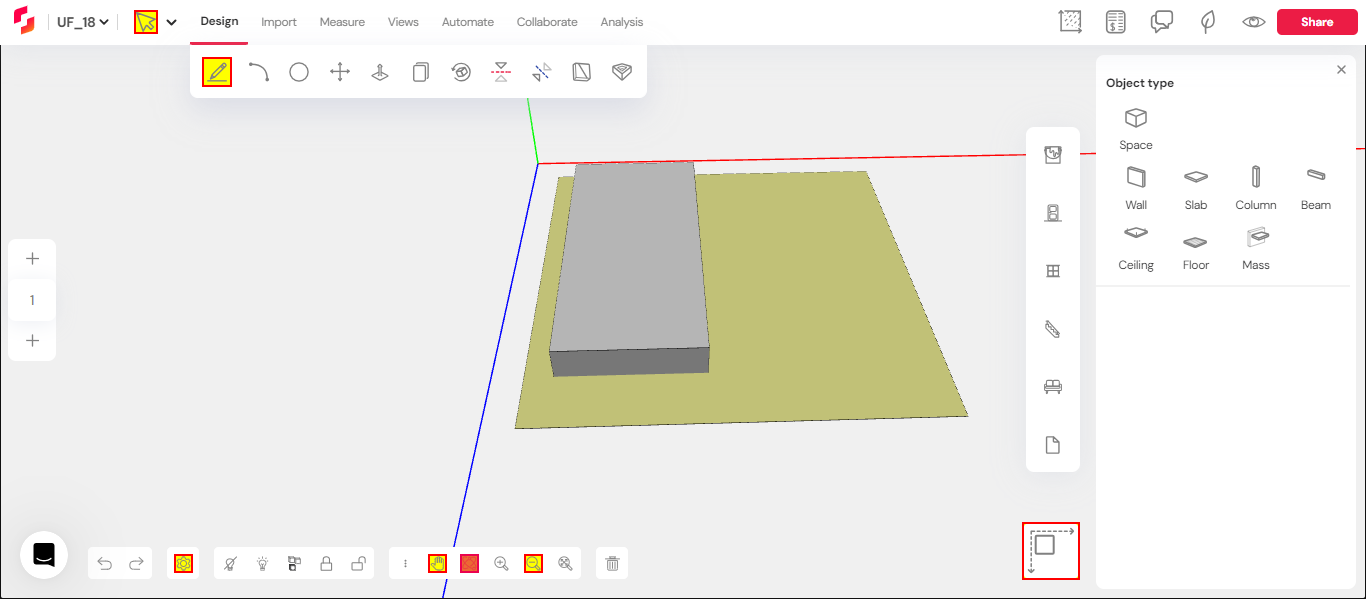 UF_18
Design
Import
Measure
Views
Automate
Collaborate
Analysis
Share
Object type
Space
Wall
Slab
Column
Beam
Ceiling
Floor
Mass
1